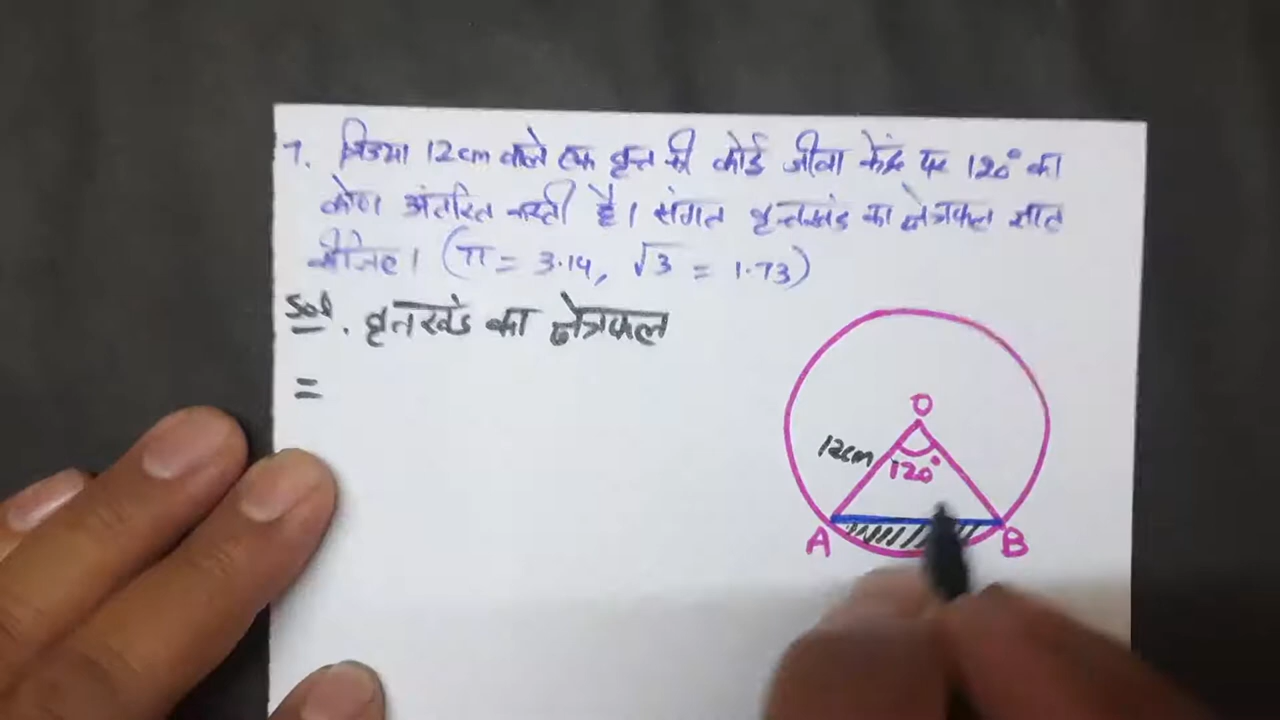 7. त्रिज्या 12cm वाले एक वृत्त की कोई जीवा केंद्र पर 120° का
कोण अंतरित करती है। संगत वृत्तखंड का क्षेत्रफल ज्ञात
कीजिए। (π = 3.14, √3 = 1.73)
Sol. वृत्तखंड का क्षेत्रफल
=
O
12cm
120°
A
B